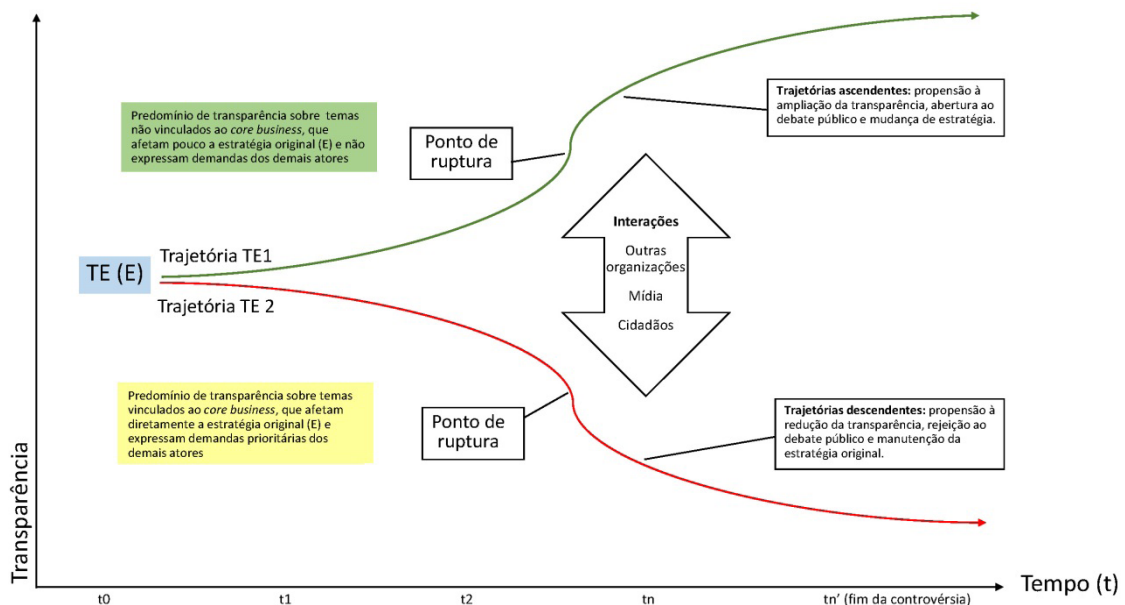 Trajetórias ascendentes: propensão à
ampliação da transparência, abertura ao
debate público e mudança de estratégia.
Predomínio de transparência sobre temas
não vinculados ao core business, que
afetam pouco a estratégia original (E) e não
expressam demandas dos demais atores
Ponto de
ruptura
Interações
Outras
organizações
Mídia
Cidadãos
Trajetória TE1
TE (E)
Trajetória TE 2
Predomínio de transparência sobre temas
vinculados ao core business, que afetam
diretamente a estratégia original (E) e
expressam demandas prioritárias dos
demais atores
Ponto de
ruptura
Trajetórias descendentes: propensão à
redução da transparência, rejeição ao
debate público e manutenção da
estratégia original.
Transparência
Tempo (t)
t0 t1 t2 tn tn' (fim da controvérsia)